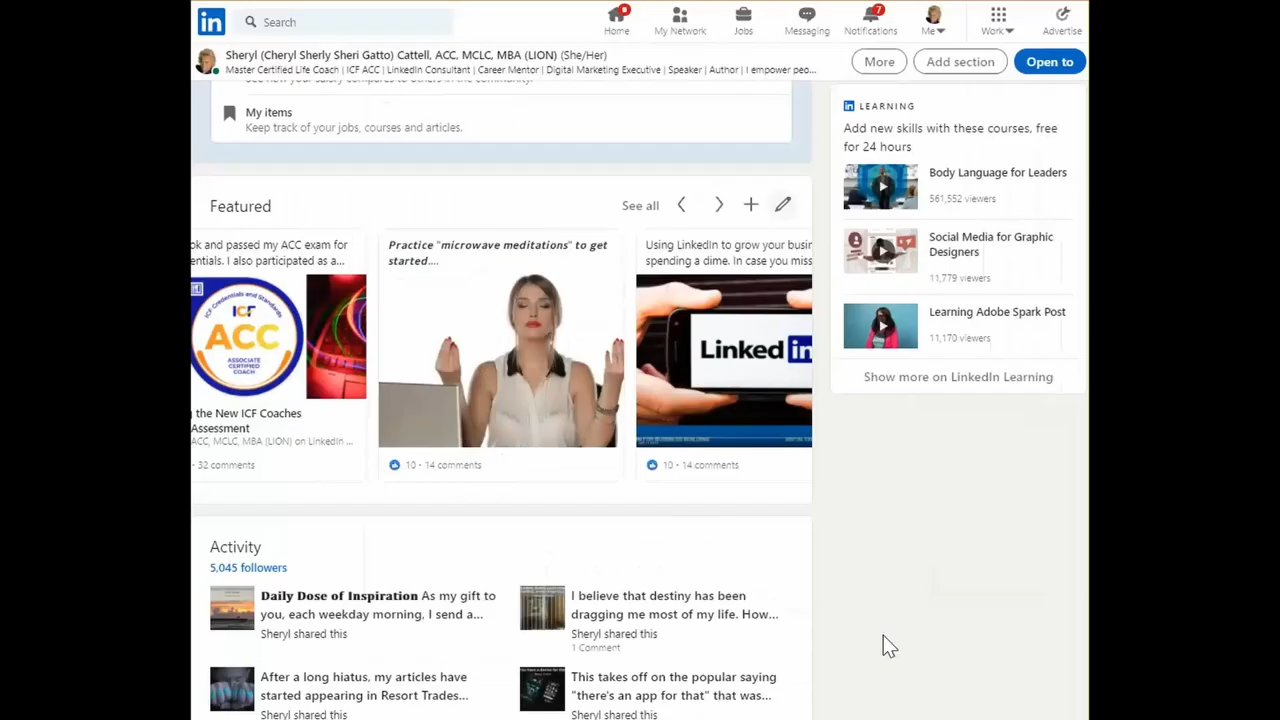 in Search
7
Home My Network Jobs Messaging Notifications Me Work Advertise
Sheryl (Cheryl Sherly Sheri Gatto) Cattell, ACC, MCLC, MBA (LION) (She/Her)
Master Certified Life Coach | ICF ACC | LinkedIn Consultant | Career Mentor | Digital Marketing Executive | Speaker | Author | I empower peo...
More Add section Open to
My items
Keep track of your jobs, courses and articles.
in LEARNING
Add new skills with these courses, free
for 24 hours
Body Language for Leaders
561,552 viewers
Social Media for Graphic
Designers
11,779 viewers
Learning Adobe Spark Post
11,170 viewers
Show more on LinkedIn Learning
Featured See all
ok and passed my ACC exam for
entials. I also participated as a...
ICF Credentials and Standards
ICF
ACC
ASSOCIATE
CERTIFIED
COACH
the New ICF Coaches
Assessment
ACC, MCLC, MBA (LION) on LinkedIn ...
· 32 comments
Practice "microwave meditations" to get
started....
10 · 14 comments
Using LinkedIn to grow your busin
spending a dime. In case you miss
Linked in
10 · 14 comments
Activity
5,045 followers
Daily Dose of Inspiration As my gift to
you, each weekday morning, I send a...
Sheryl shared this
I believe that destiny has been
dragging me most of my life. How...
Sheryl shared this
1 Comment
After a long hiatus, my articles have
started appearing in Resort Trades...
Sheryl shared this
This takes off on the popular saying
"there's an app for that" that was...
Sheryl shared this